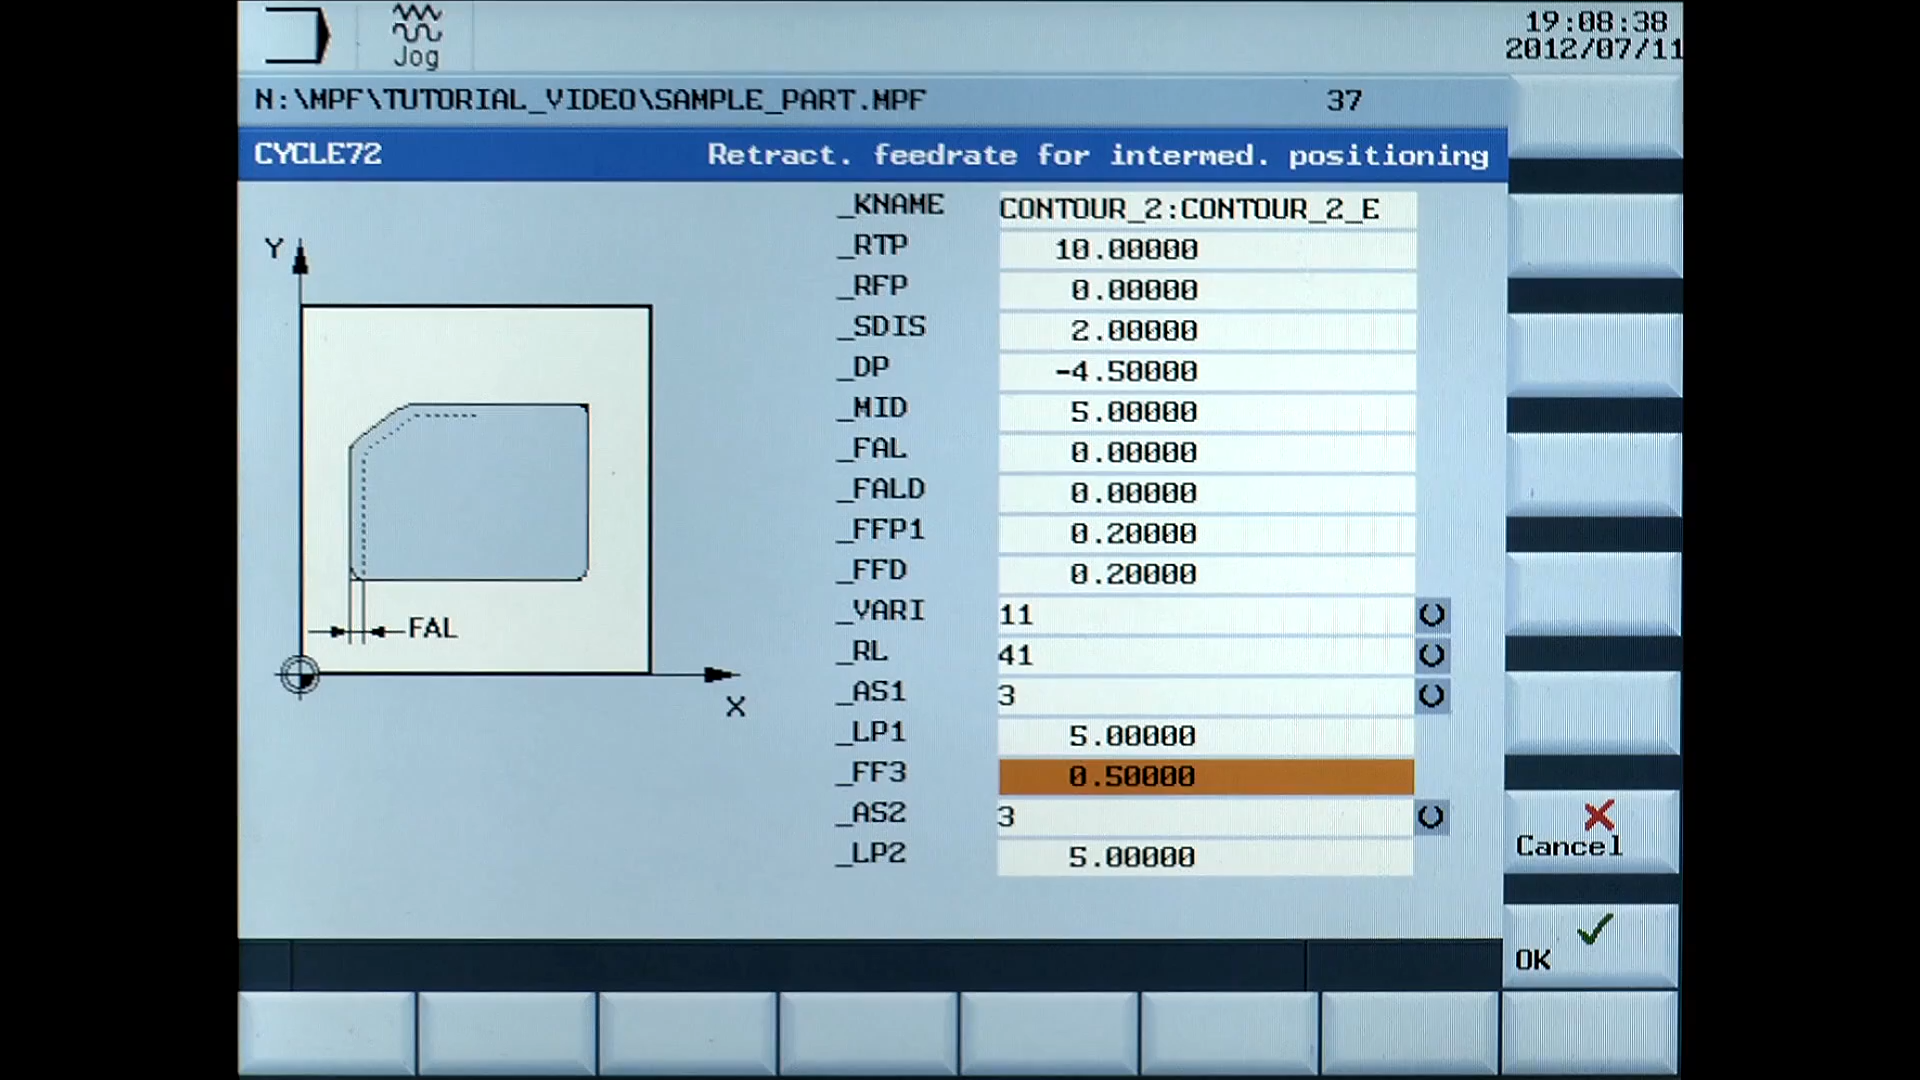 Jog
19:08:38
2012/07/11
N:\MPF\TUTORIAL_VIDEO\SAMPLE_PART.MPF 37
CYCLE72 Retract. feedrate for intermed. positioning
_KNAME CONTOUR_2:CONTOUR_2_E
_RTP 10.00000
_RFP 0.00000
_SDIS 2.00000
_DP -4.50000
_MID 5.00000
_FAL 0.00000
_FALD 0.00000
_FFP1 0.20000
_FFD 0.20000
_VARI 11
_RL 41
_AS1 3
_LP1 5.00000
_FF3 0.50000
_AS2 3
_LP2 5.00000
Y
FAL
X
Cancel
OK